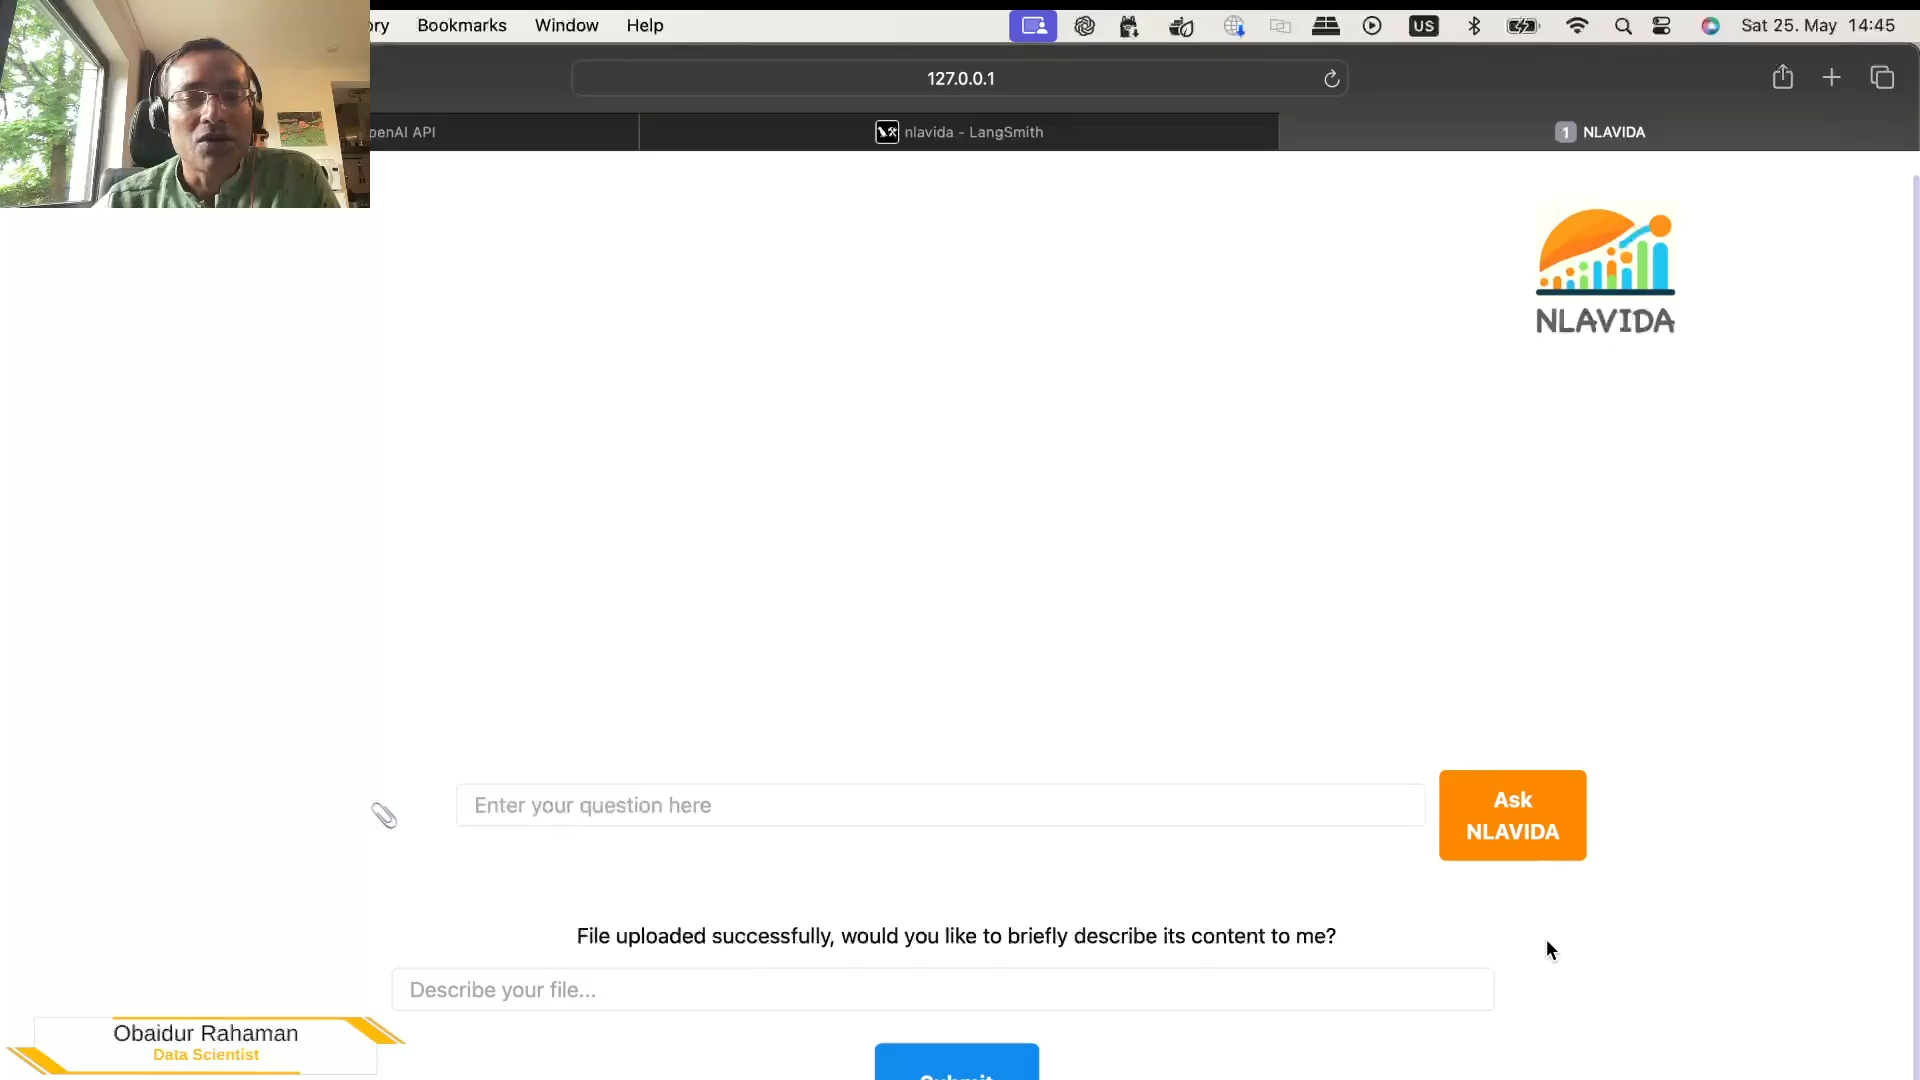 ory Bookmarks Window Help US Sat 25. May 14:45
127.0.0.1
penAI API nlavida - LangSmith 1 NLAVIDA
NLAVIDA
Enter your question here
Ask
NLAVIDA
File uploaded successfully, would you like to briefly describe its content to me?
Describe your file...
Submit
Obaidur Rahaman
Data Scientist